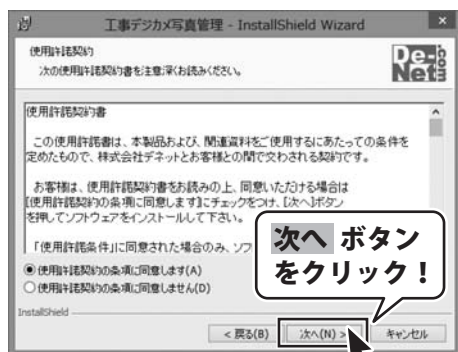 工事デジカメ写真管理 - InstallShield Wizard
使用許諾契約
次の使用許諾契約書を注意深くお読みください。
De-Net
使用許諾契約書
この使用許諾書は、本製品および、関連資料をご使用するにあたっての条件を
定めたもので、株式会社デネットとお客様との間で交わされる契約です。
お客様は、使用許諾契約書をお読みの上、同意いただける場合は
[使用許諾契約の条項に同意します]にチェックをつけ、[次へ]ボタン
を押してソフトウェアをインストールして下さい。
「使用許諾条件」に同意された場合のみ、ソフ
使用許諾契約の条項に同意します(A)
使用許諾契約の条項に同意しません(D)
次へ ボタン
をクリック！
InstallShield
< 戻る(B)
次へ(N) >
キャンセル